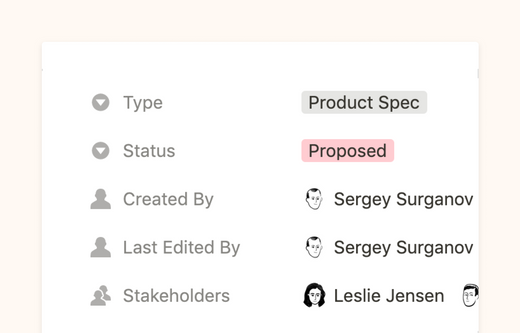 Type Product Spec
Status Proposed
Created By Sergey Surganov
Last Edited By Sergey Surganov
Stakeholders Leslie Jensen